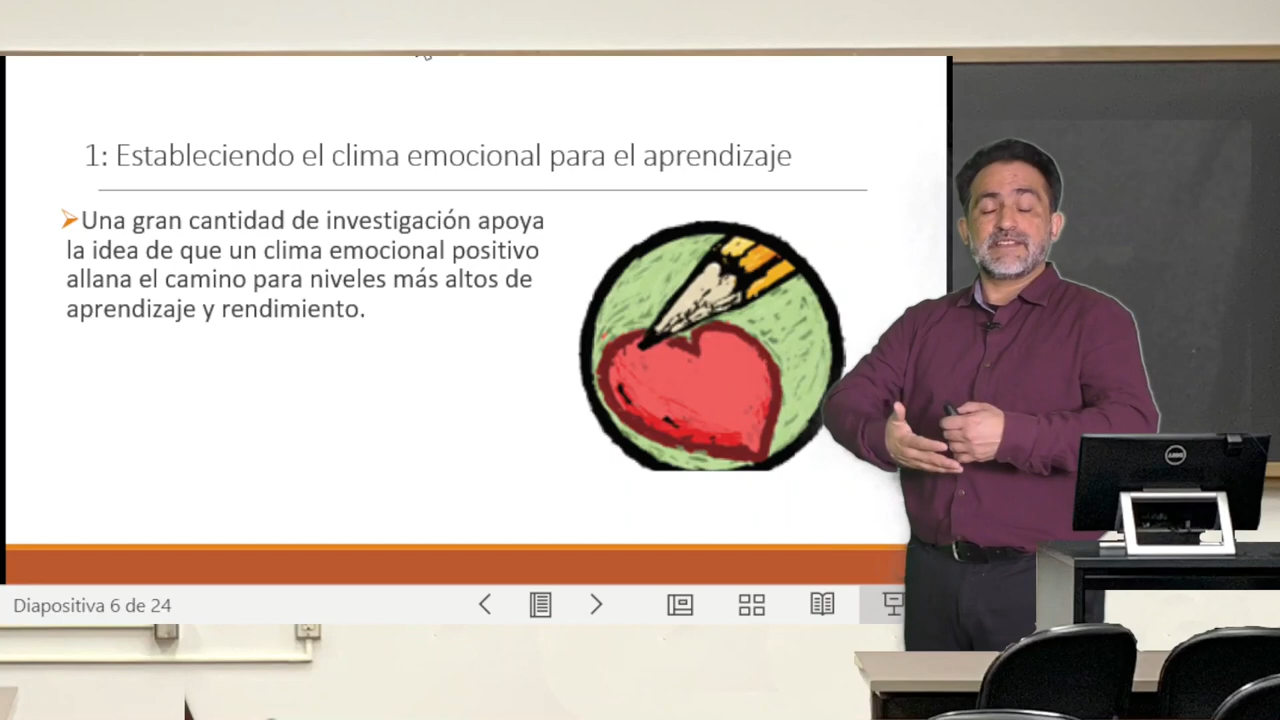 1: Estableciendo el clima emocional para el aprendizaje
➤Una gran cantidad de investigación apoya
la idea de que un clima emocional positivo
allana el camino para niveles más altos de
aprendizaje y rendimiento.
DELL
Diapositiva 6 de 24